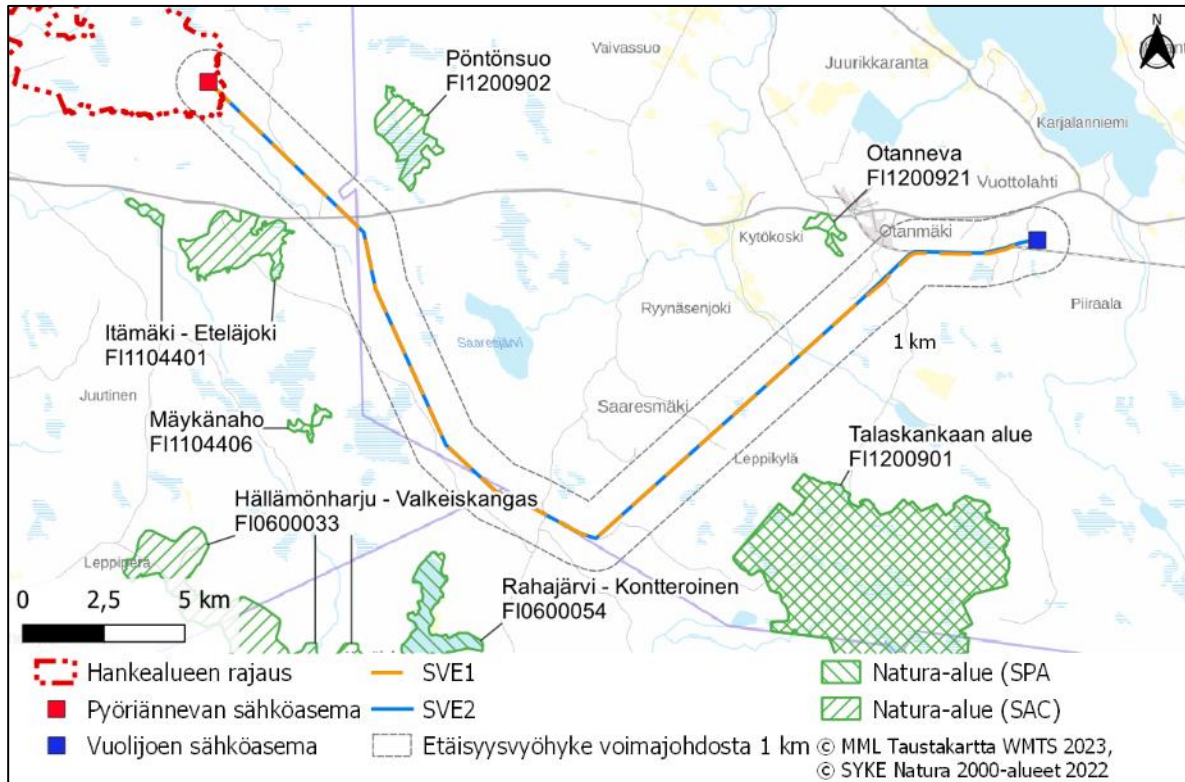 N
Pöntönsuo
FI1200902
Vaivassuo
Juurikkaranta
Karjalanniemi
Otanneva
FI1200921
Vuottolahti
Kytökoski
Otanmäki
Itämäki - Eteläjoki
FI1104401
Ryynäsenjoki
Piiraala
Saaresjärvi
1 km
Juutinen
Mäykänaho
FI1104406
Saaresmäki
Talaskankaan alue
FI1200901
Leppikylä
Hällämönharju - Valkeiskangas
FI0600033
Leppiperä
Rahajärvi - Kontteroinen
FI0600054
0 2,5 5 km
Hankealueen rajaus
SVE1
Natura-alue (SPA
Pyöriännevan sähköasema
SVE2
Natura-alue (SAC)
Vuolijoen sähköasema
Etäisyysvyöhyke voimajohdosta 1 km
© MML Taustakartta WMTS 2023,
© SYKE Natura 2000-alueet 2022